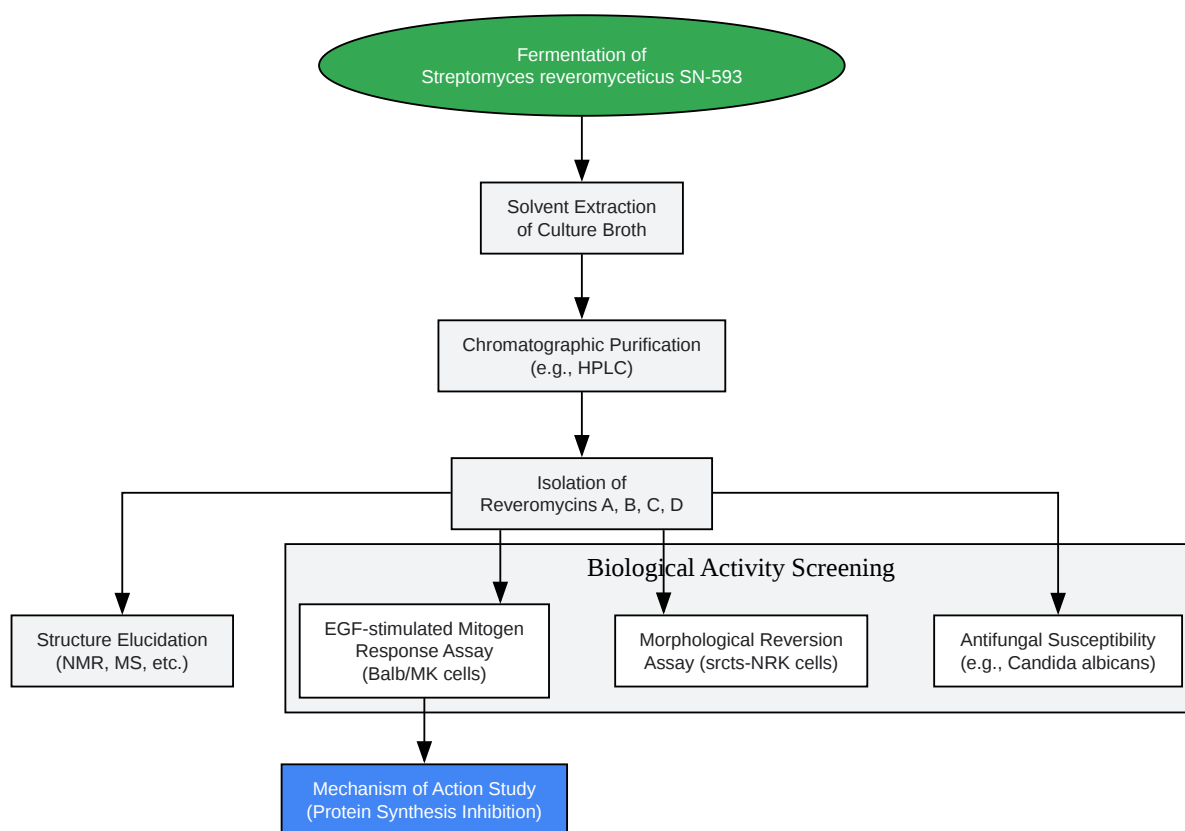 Fermentation of
Streptomyces reveromyceticus SN-593
Solvent Extraction
of Culture Broth
Chromatographic Purification
(e.g., HPLC)
Isolation of
Reveromycins A, B, C, D
Biological Activity Screening
Structure Elucidation
(NMR, MS, etc.)
EGF-stimulated Mitogen
Response Assay
(Balb/MK cells)
Morphological Reversion
Assay (srcts-NRK cells)
Antifungal Susceptibility
(e.g., Candida albicans)
Mechanism of Action Study
(Protein Synthesis Inhibition)